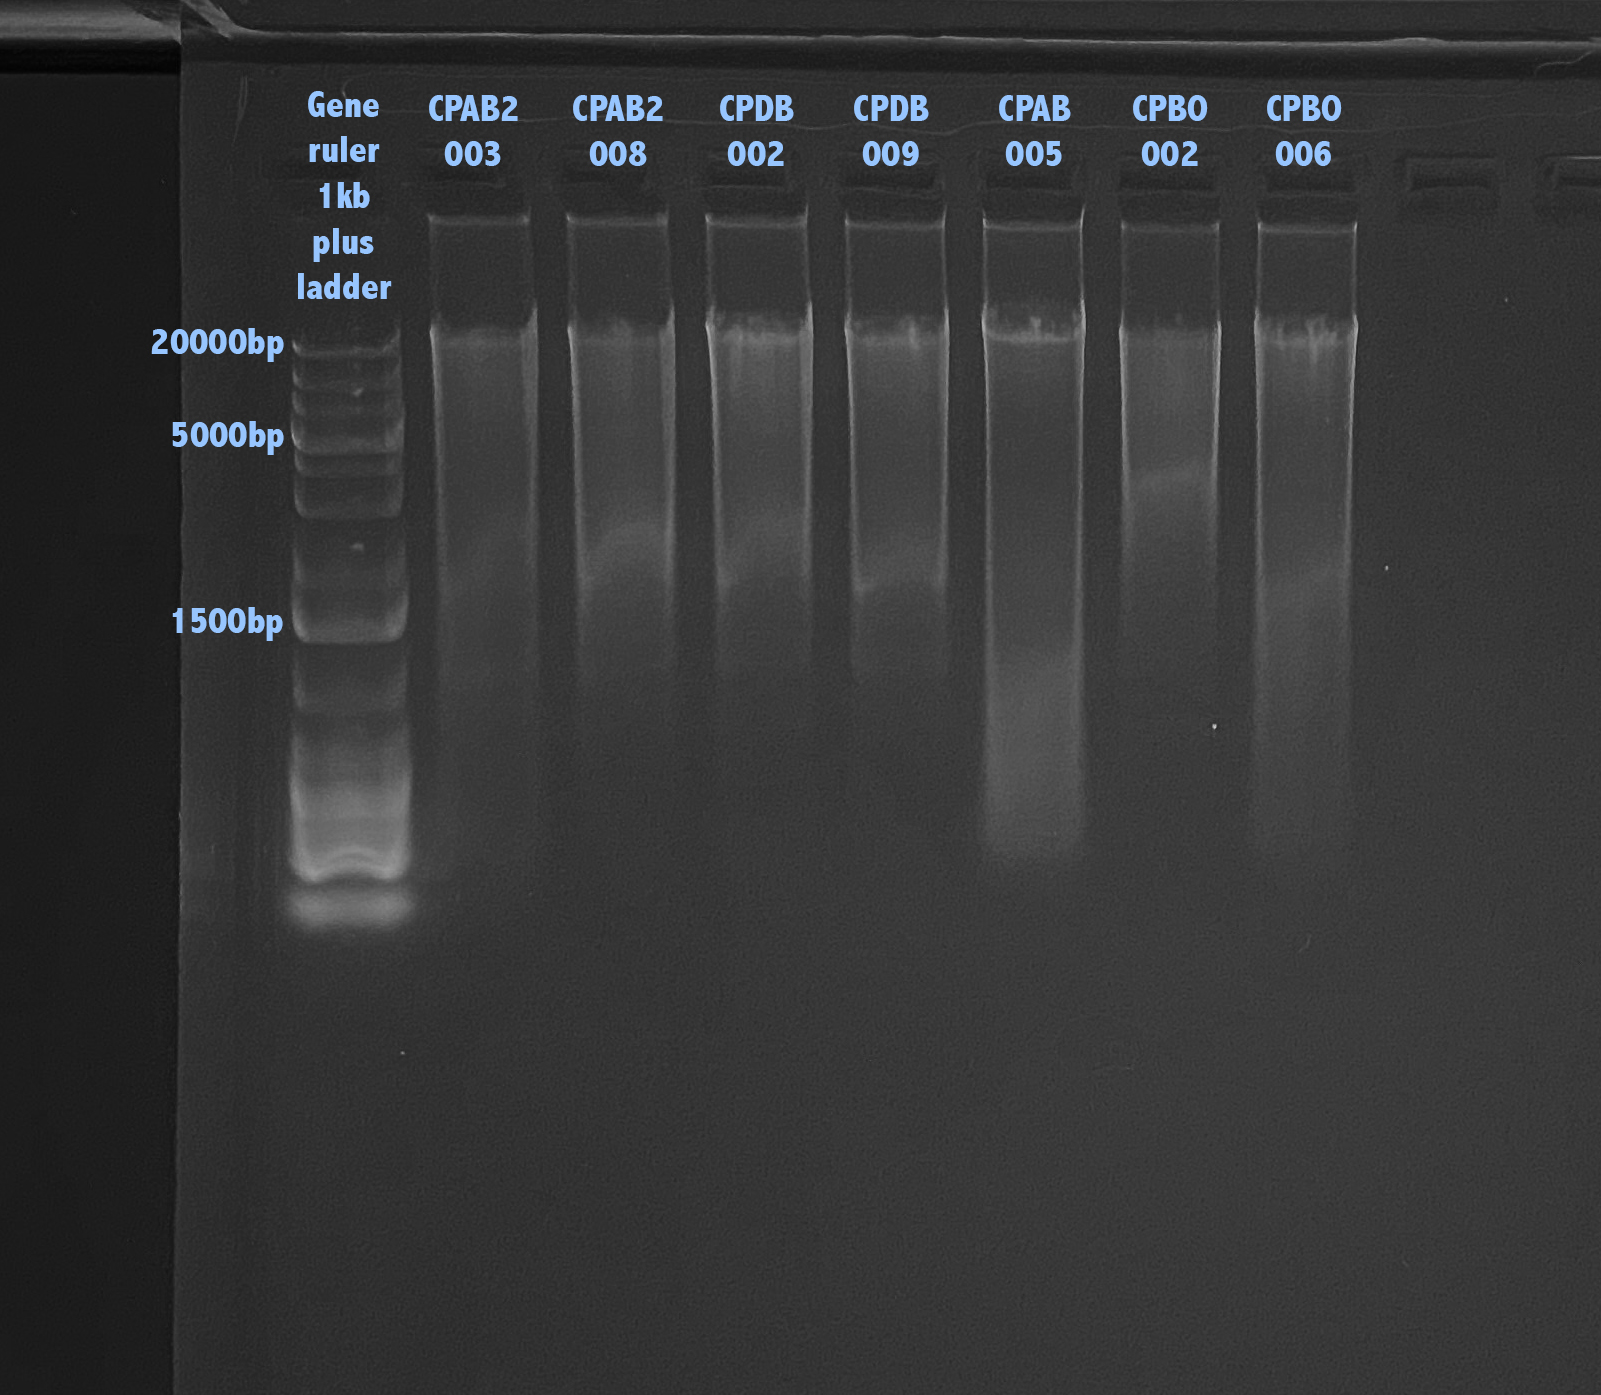 Gene
ruler
1kb
plus
ladder
CPAB2
003
CPAB2
008
CPDB
002
CPDB
009
CPAB
005
CPBO
002
CPBO
006
20000bp
5000bp
1500bp